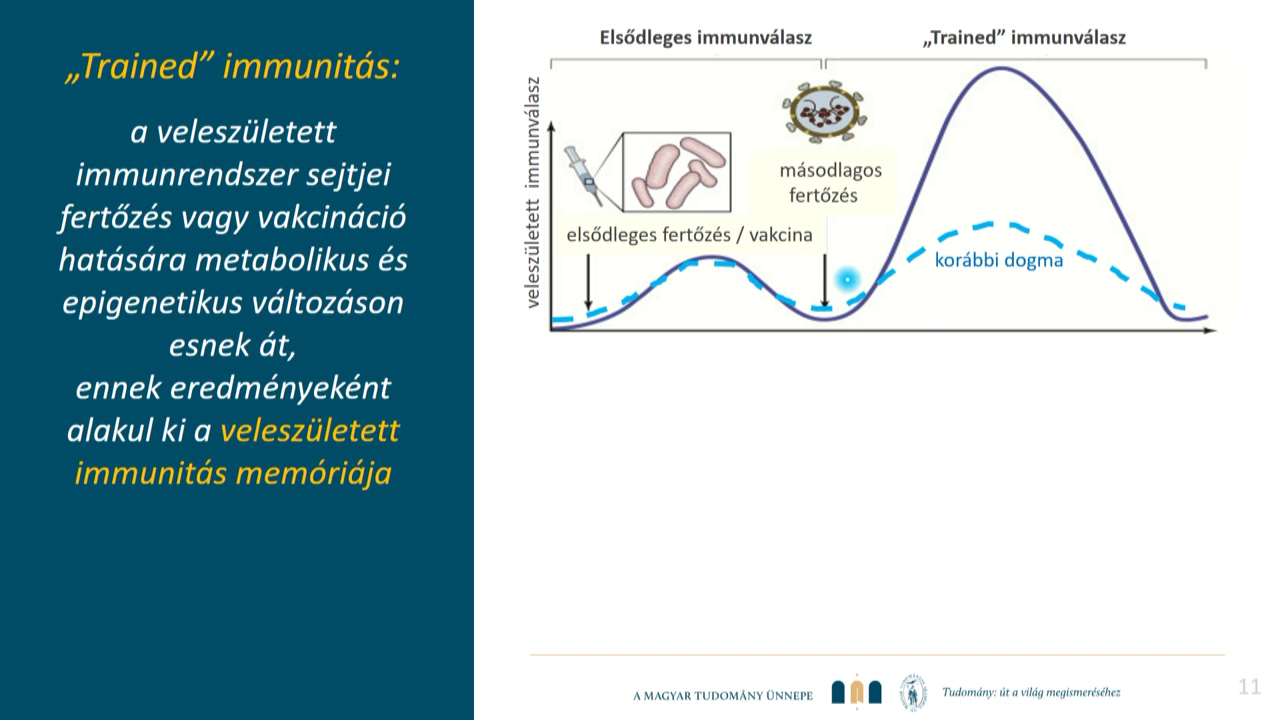 „Trained” immunitás:
a veleszületett
immunrendszer sejtjei
fertőzés vagy vakcináció
hatására metabolikus és
epigenetikus változáson
esnek át,
ennek eredményeként
alakul ki a veleszületett
immunitás memóriája
Elsődleges immunválasz
„Trained” immunválasz
veleszületett immunválasz
másodlagos
fertőzés
elsődleges fertőzés / vakcina
korábbi dogma
A MAGYAR TUDOMÁNY ÜNNEPE
Tudomány: út a világ megismeréséhez
11